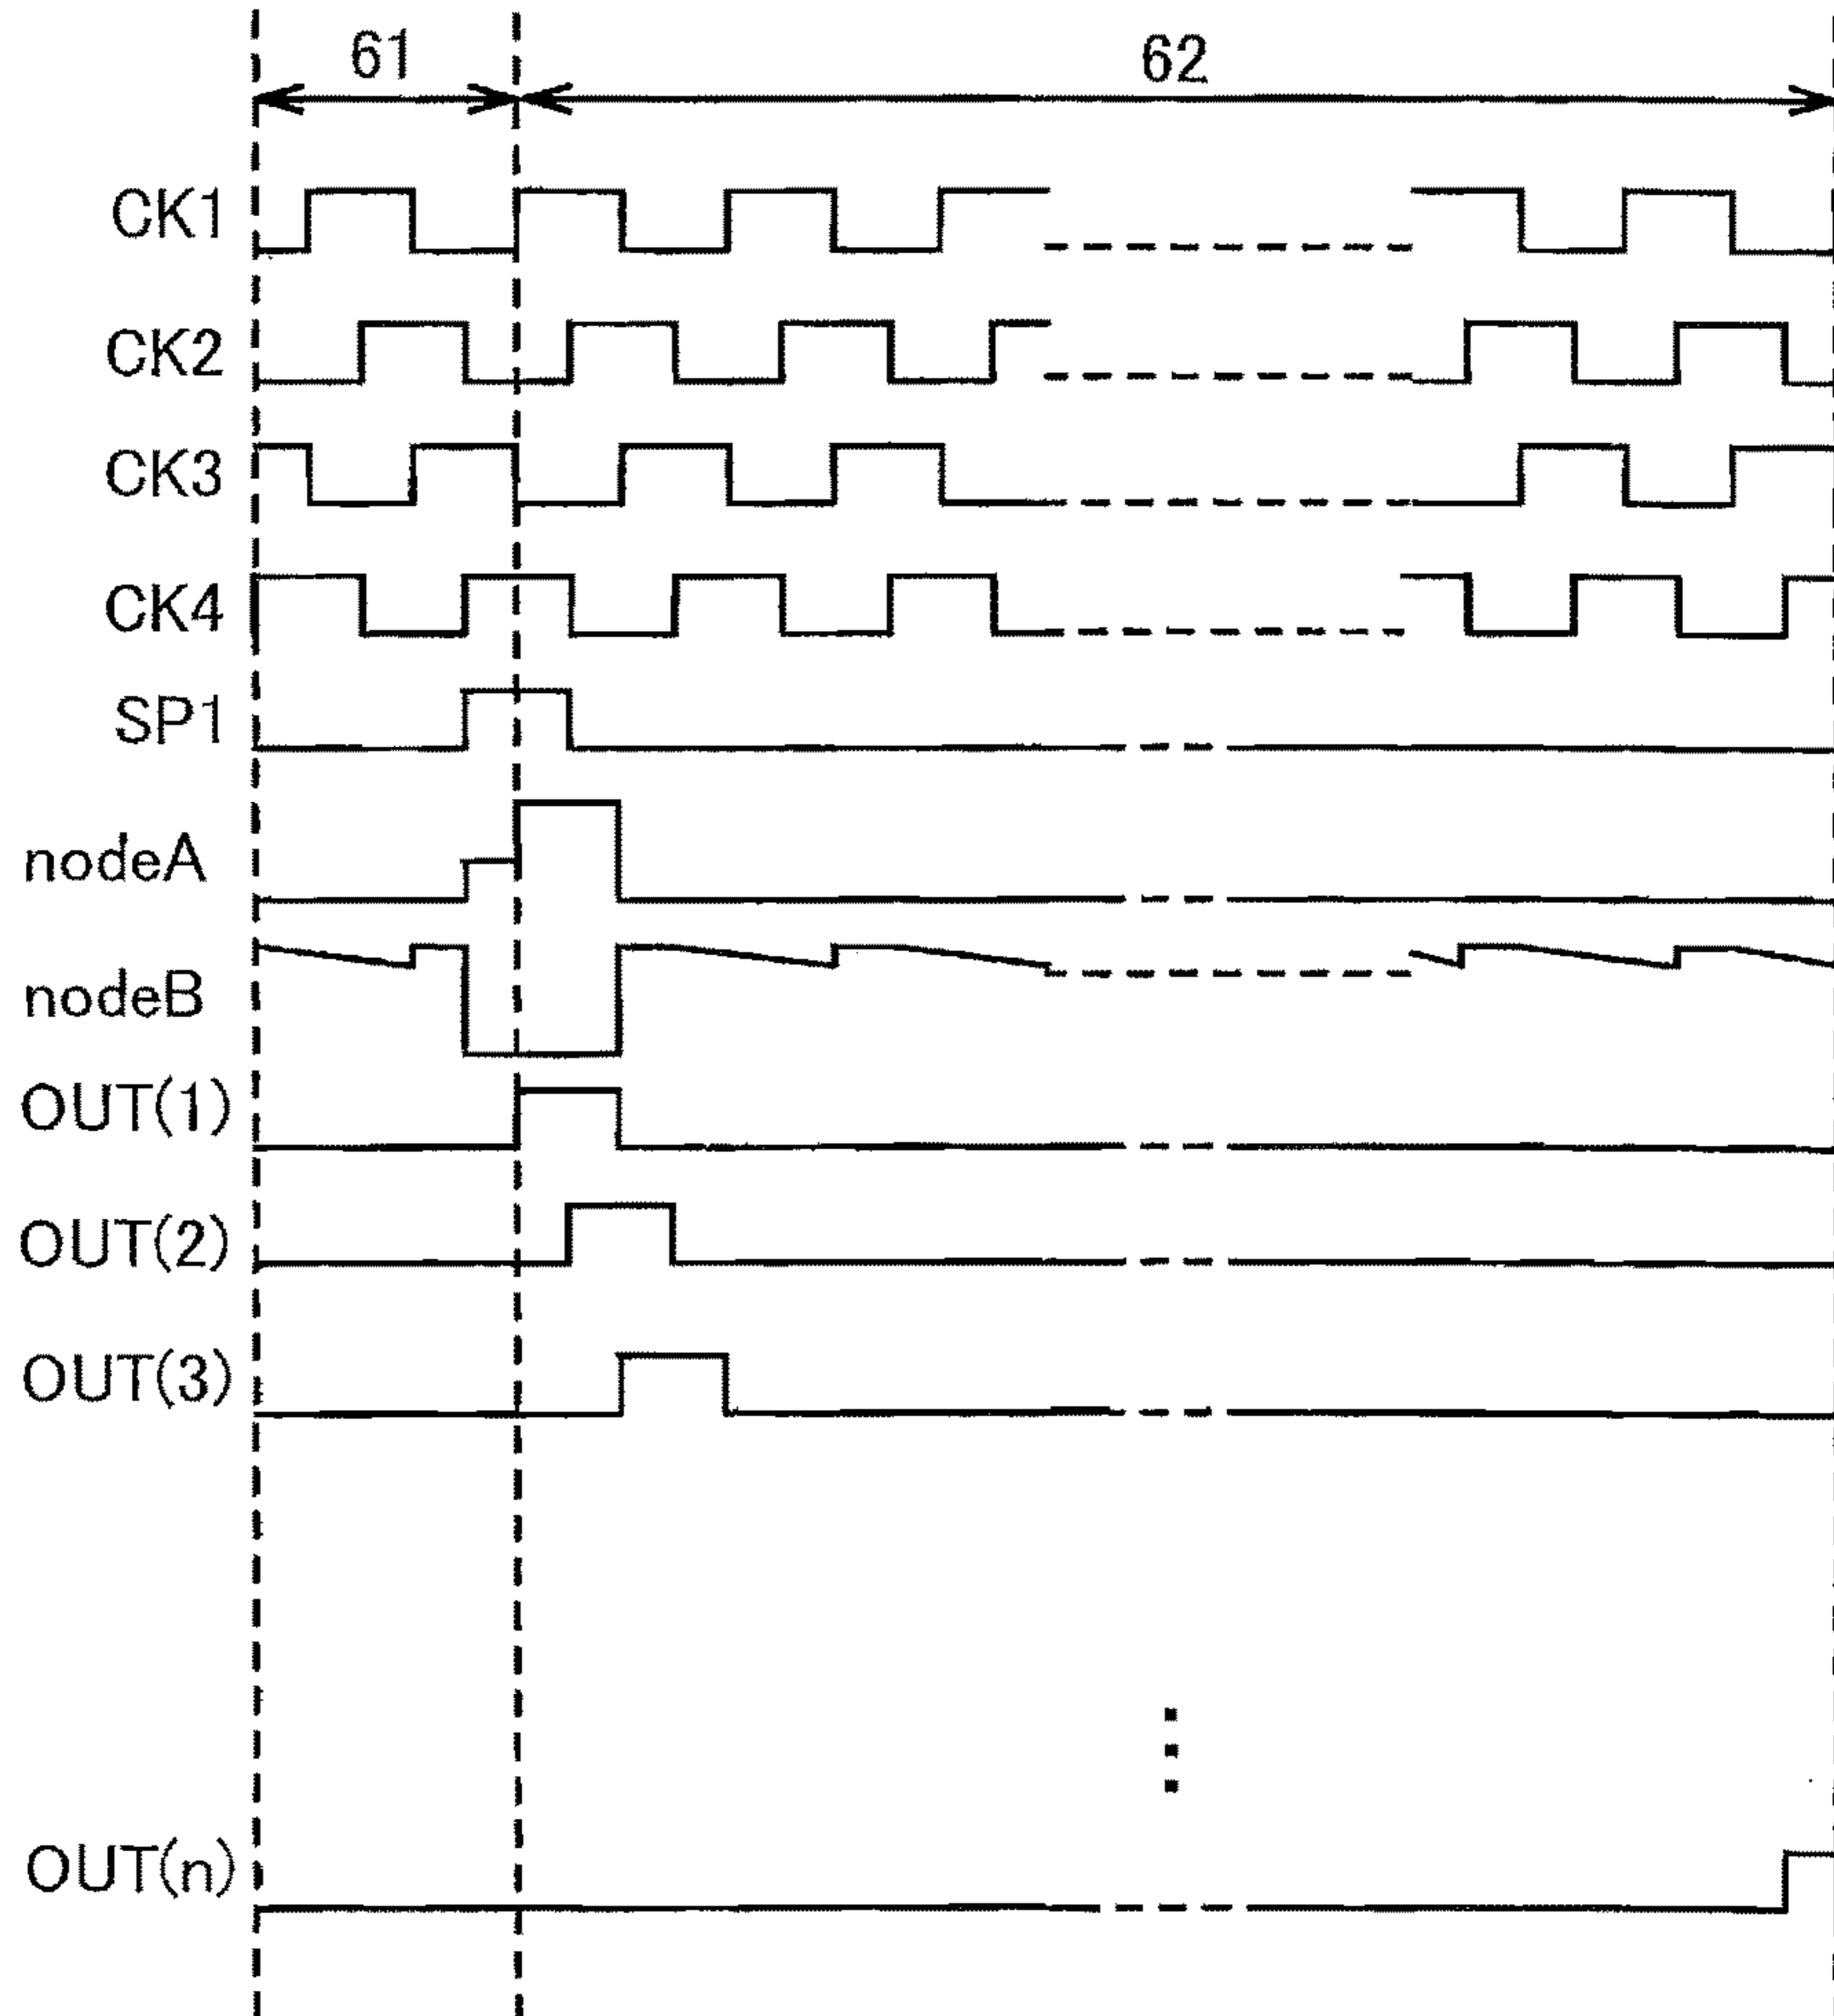 61 62
CK1
CK2
CK3
CK4
SP1
nodeA
nodeB
OUT(1)
OUT(2)
OUT(3)
OUT(n)